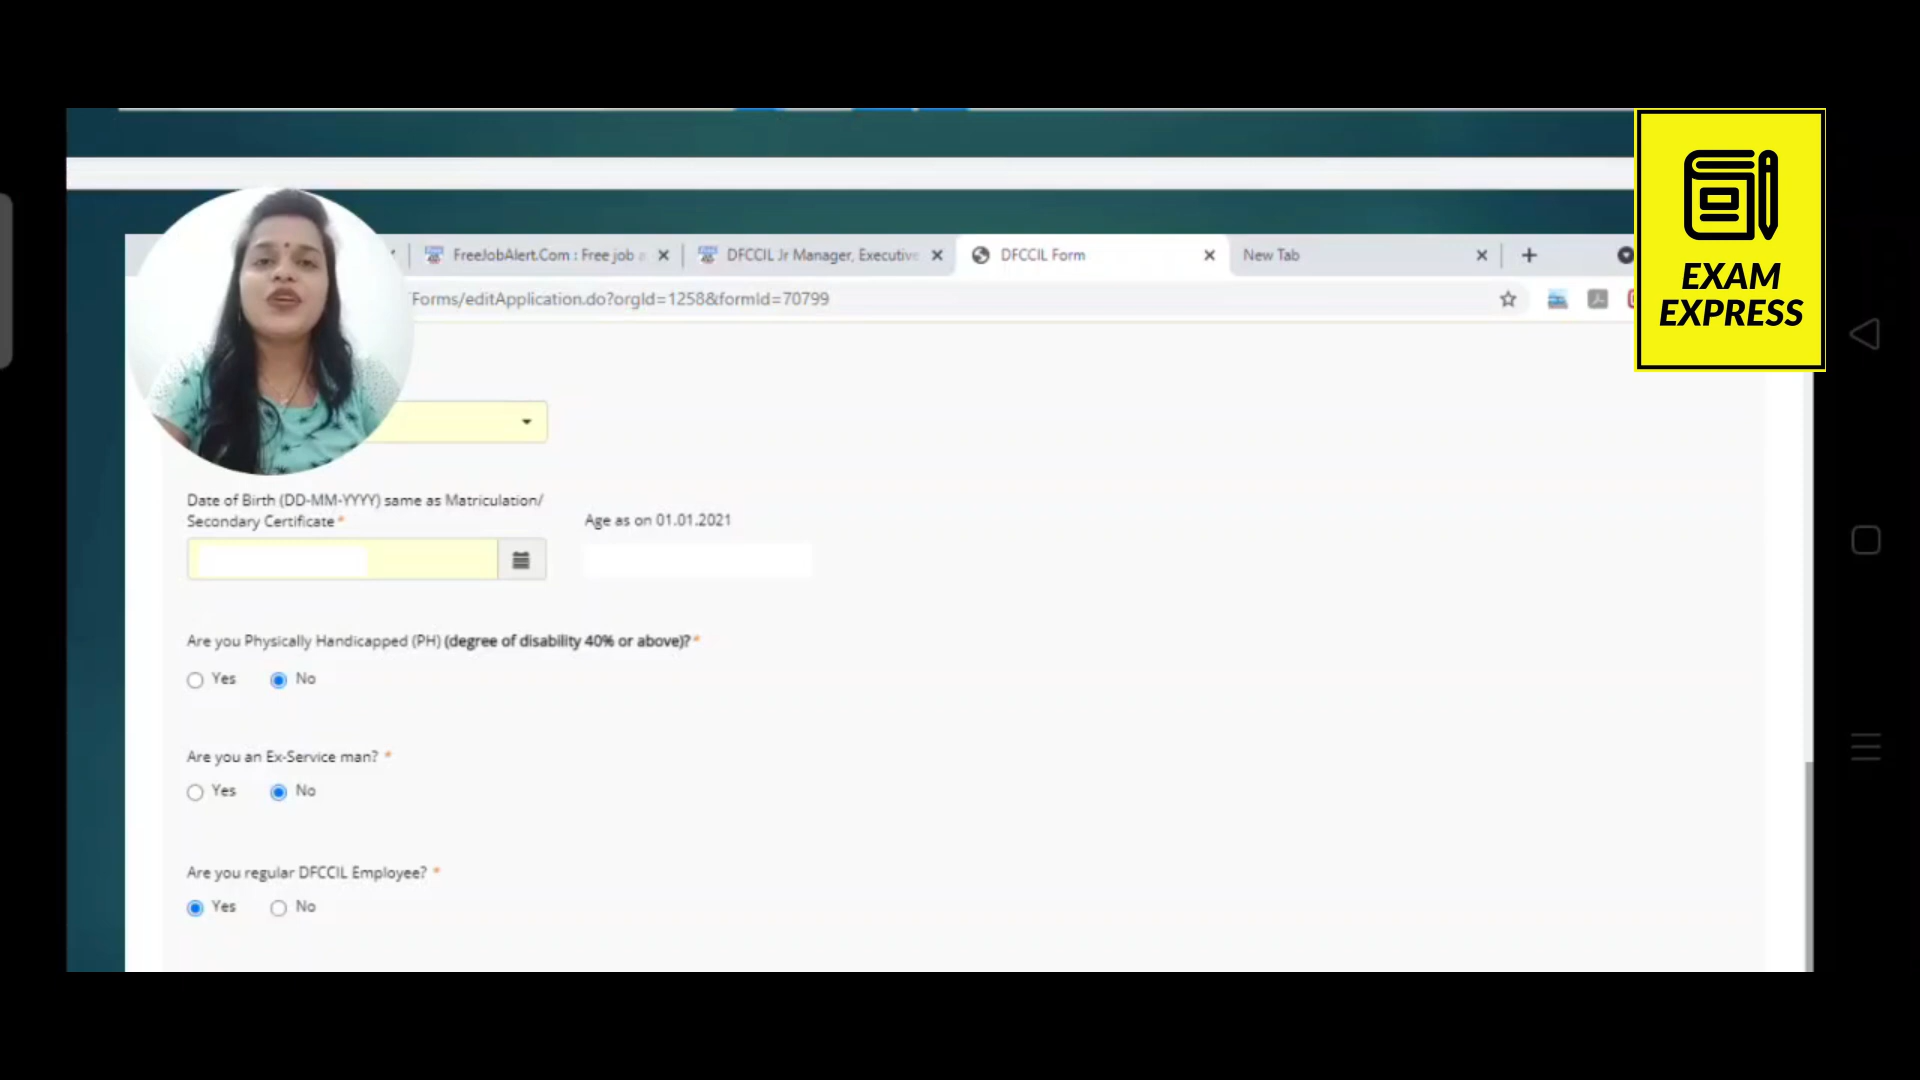 FreeJobAlert.Com : Free job
DFCCIL Jr Manager, Executive
DFCCIL Form
New Tab
Forms/editApplication.do?orgId=1258&formId=70799
EXAM
EXPRESS
Date of Birth (DD-MM-YYYY) same as Matriculation/
Secondary Certificate*
Age as on 01.01.2021
Are you Physically Handicapped (PH) (degree of disability 40% or above)?*
Yes No
Are you an Ex-Service man? *
Yes No
Are you regular DFCCIL Employee? *
Yes No